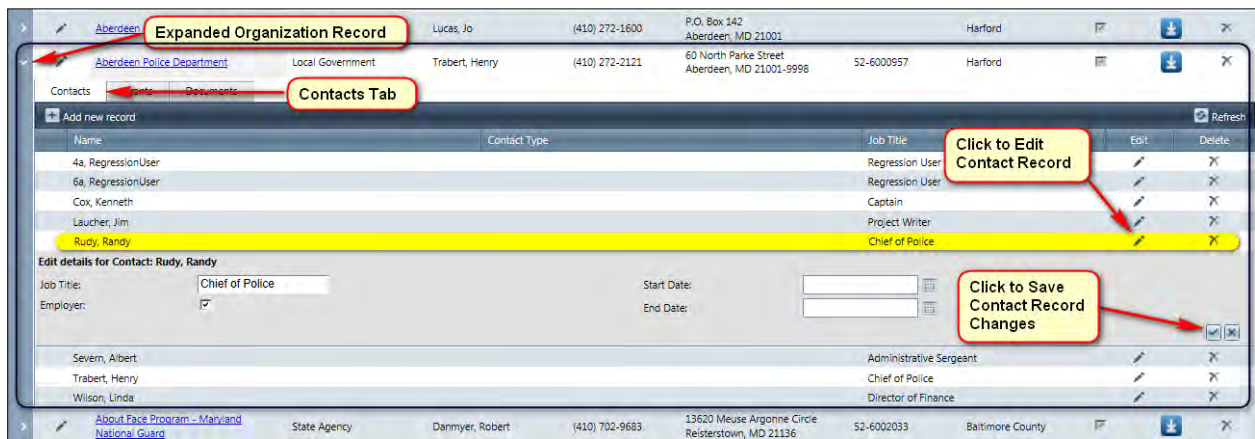 Aberdeen Lucas, Jo (410) 272-1600 P.O. Box 142 Harford
Aberdeen, MD 21001
Expanded Organization Record
Aberdeen Police Department Local Government Trabert, Henry (410) 272-2121 60 North Parke Street 52-6000957 Harford
Aberdeen, MD 21001-9998
Contacts Documents
Contacts Tab
Add new record Refresh
Name Contact Type Job Title Edit Delete
Click to Edit
Contact Record
4a, RegressionUser Regression User
6a, RegressionUser Regression User
Cox, Kenneth Captain
Laucher, Jim Project Writer
Rudy, Randy Chief of Police
Edit details for Contact: Rudy, Randy
Job Title: Chief of Police Start Date:
Employer: End Date:
Click to Save
Contact Record
Changes
Severn, Albert Administrative Sergeant
Trabert, Henry Chief of Police
Wilson, Linda Director of Finance
About Face Program - Maryland State Agency Danmyer, Robert (410) 702-9683 13620 Meuse Argonne Circle 52-6002033 Baltimore County
National Guard Reisterstown, MD 21136